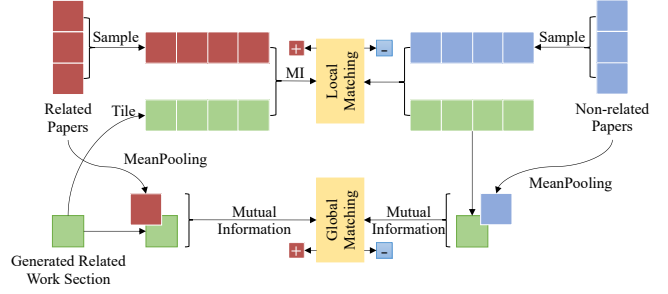 Sample
+
-
Sample
MI
Local
Matching
Related
Papers
Tile
Non-related
Papers
MeanPooling
MeanPooling
Mutual
Information
Global
Matching
Mutual
Information
+
-
Generated Related
Work Section